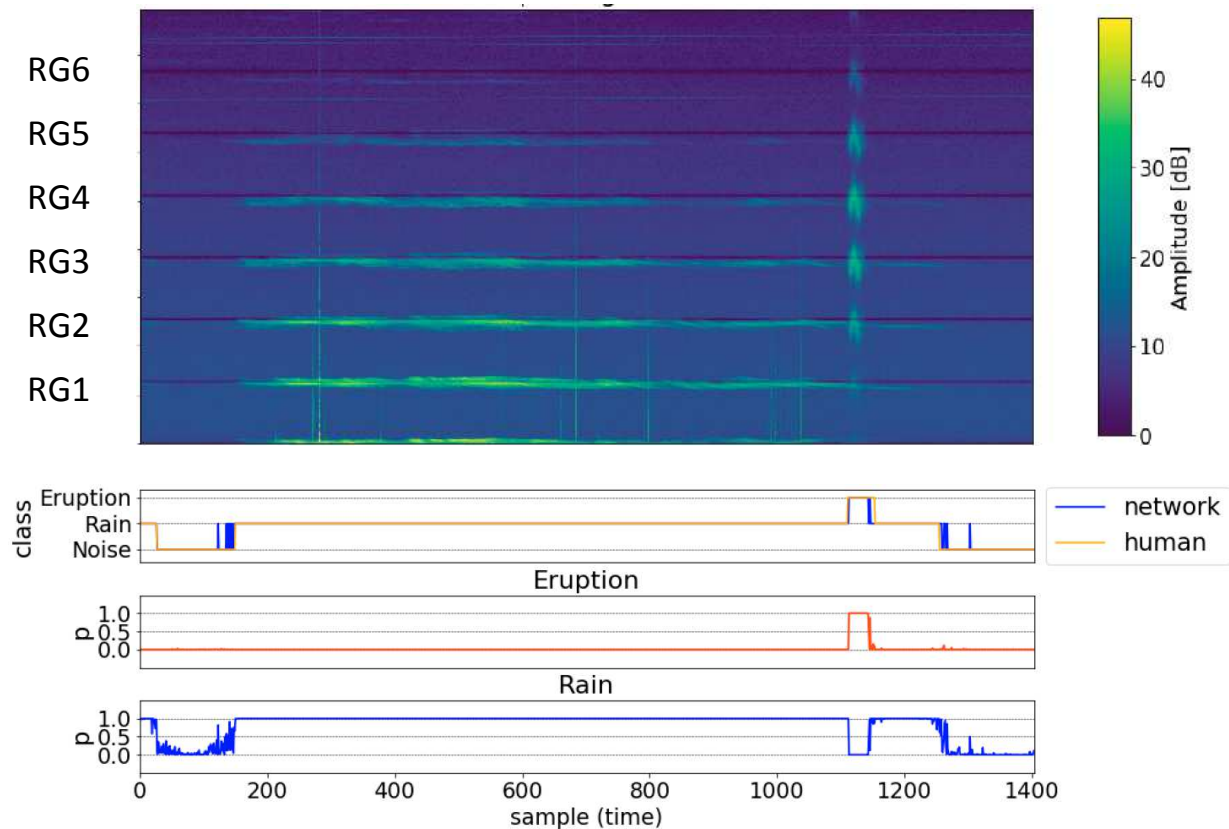 RG6
RG5
RG4
RG3
RG2
RG1
40
30
20
10
0
Amplitude [dB]
class
Eruption
Rain
Noise
network
human
Eruption
p
1.0
0.5
0.0
Rain
p
1.0
0.5
0.0
0 200 400 600 800 1000 1200 1400
sample (time)